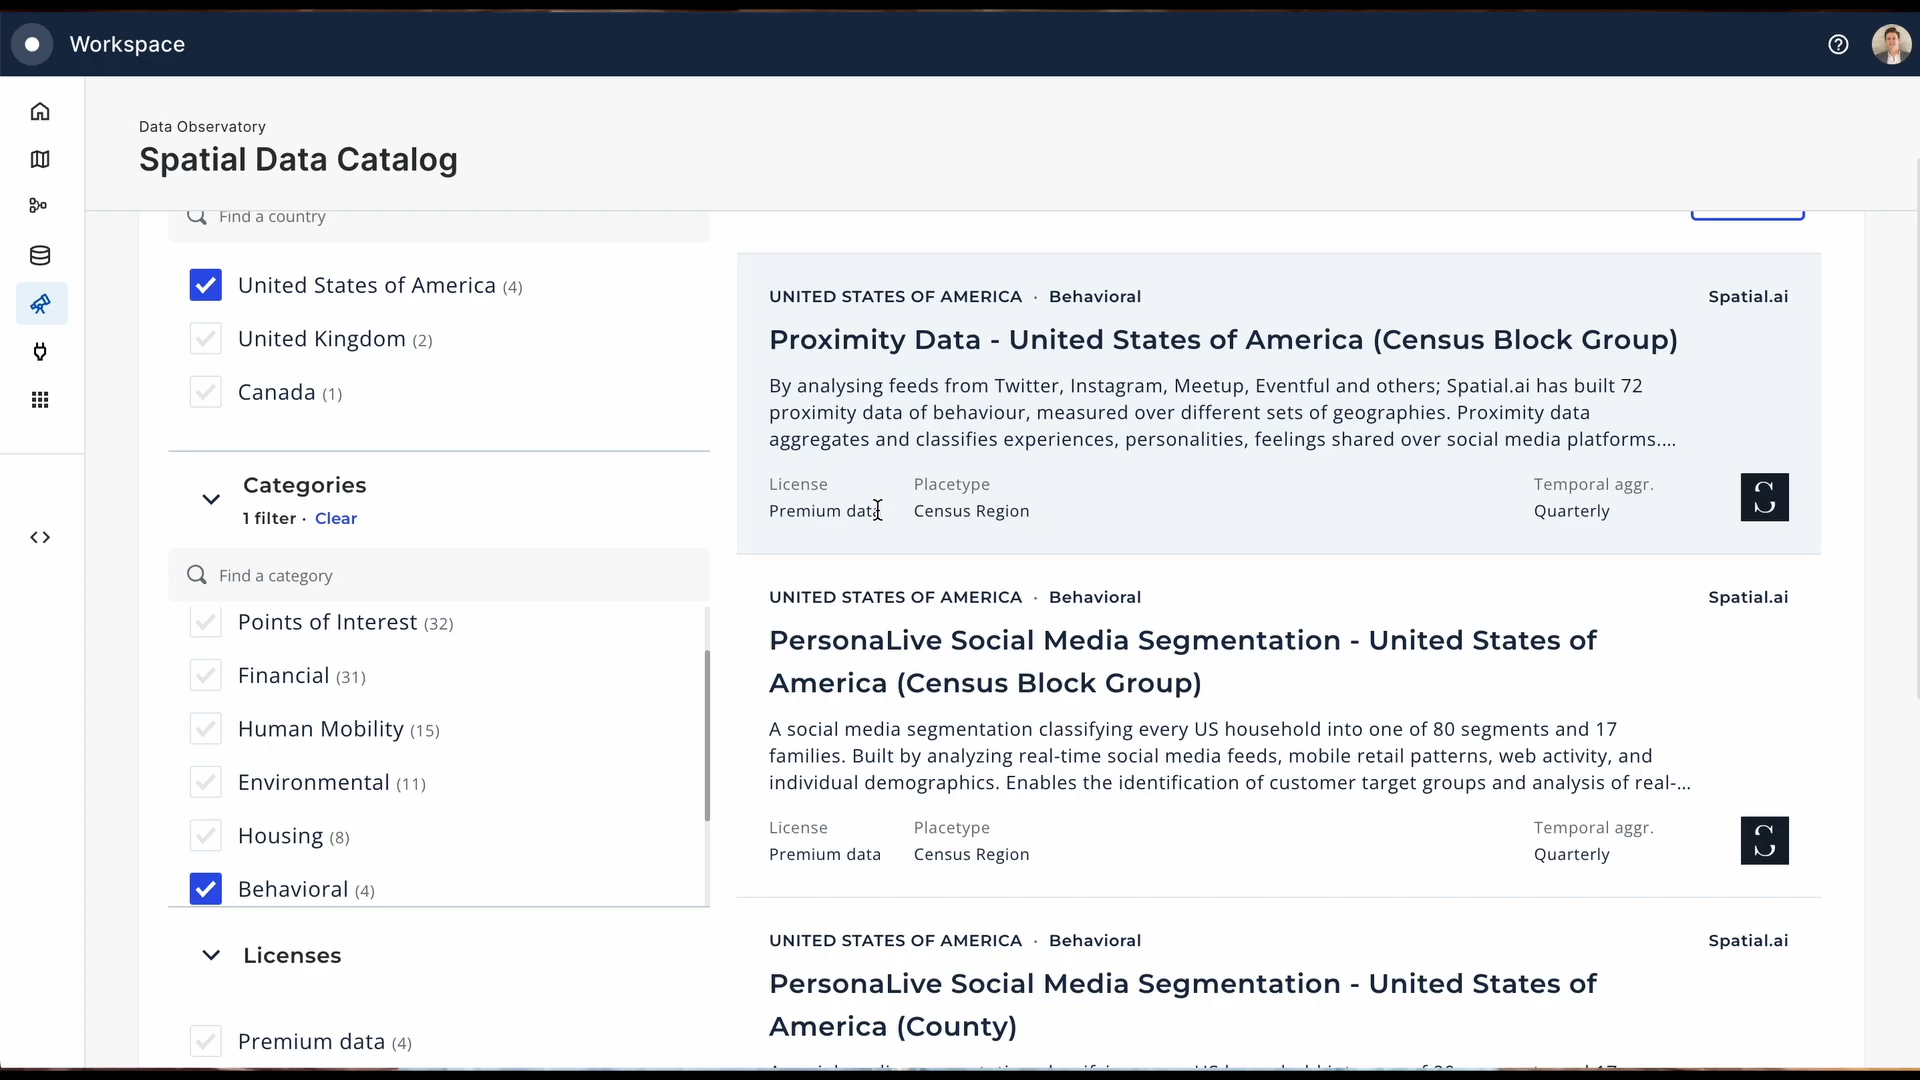 Workspace
Data Observatory
Spatial Data Catalog
Find a country
United States of America (4)
United Kingdom (2)
Canada (1)
Categories
1 filter · Clear
Find a category
Points of Interest (32)
Financial (31)
Human Mobility (15)
Environmental (11)
Housing (8)
Behavioral (4)
Licenses
Premium data (4)
UNITED STATES OF AMERICA · Behavioral
Spatial.ai
Proximity Data - United States of America (Census Block Group)
By analysing feeds from Twitter, Instagram, Meetup, Eventful and others; Spatial.ai has built 72
proximity data of behaviour, measured over different sets of geographies. Proximity data
aggregates and classifies experiences, personalities, feelings shared over social media platforms....
License
Placetype
Temporal aggr.
Premium data
Census Region
Quarterly
S
UNITED STATES OF AMERICA · Behavioral
Spatial.ai
PersonaLive Social Media Segmentation - United States of
America (Census Block Group)
A social media segmentation classifying every US household into one of 80 segments and 17
families. Built by analyzing real-time social media feeds, mobile retail patterns, web activity, and
individual demographics. Enables the identification of customer target groups and analysis of real-...
License
Placetype
Temporal aggr.
Premium data
Census Region
Quarterly
S
UNITED STATES OF AMERICA · Behavioral
Spatial.ai
PersonaLive Social Media Segmentation - United States of
America (County)